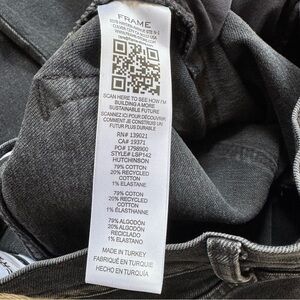 FRAME
SCAN HERE TO SEE HOW I'M
BUILDING A MORE
SUSTAINABLE FUTURE
SCANNEZ ICI POUR DÉCOUVRIR
COMMENT JE CONSTRUIS UN
FUTUR PLUS DURABLE
RN# 139021
CA# 19371
PO# 1798900
STYLE# LBP142
HUTCHINSON
79% COTTON
20% RECYCLED
COTTON
1% ELASTANE
79% COTON
20% RECYCLED
COTON
1% ÉLASTHANNE
79% ALGODÓN
20% ALGODÓN
RECICLADO
1% ELASTANO
MADE IN TURKEY
FABRIQUÉ EN TURQUIE
HECHO EN TURQUÍA